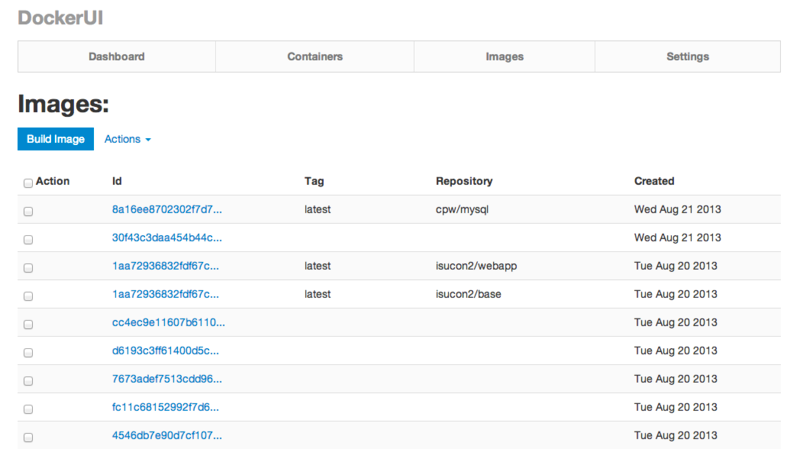 DockerUI
Dashboard Containers Images Settings
Images:
Build Image Actions
Action Id Tag Repository Created
8a16ee8702302f7d7... latest cpw/mysql Wed Aug 21 2013
30f43c3daa454b44c... Wed Aug 21 2013
1aa72936832fdf67c... latest isucon2/webapp Tue Aug 20 2013
1aa72936832fdf67c... latest isucon2/base Tue Aug 20 2013
cc4ec9e11607b6110... Tue Aug 20 2013
d6193c3ff61400d5c... Tue Aug 20 2013
7673adef7513cdd96... Tue Aug 20 2013
fc11c68152992f7d6... Tue Aug 20 2013
4546db7e90d7cf107... Tue Aug 20 2013